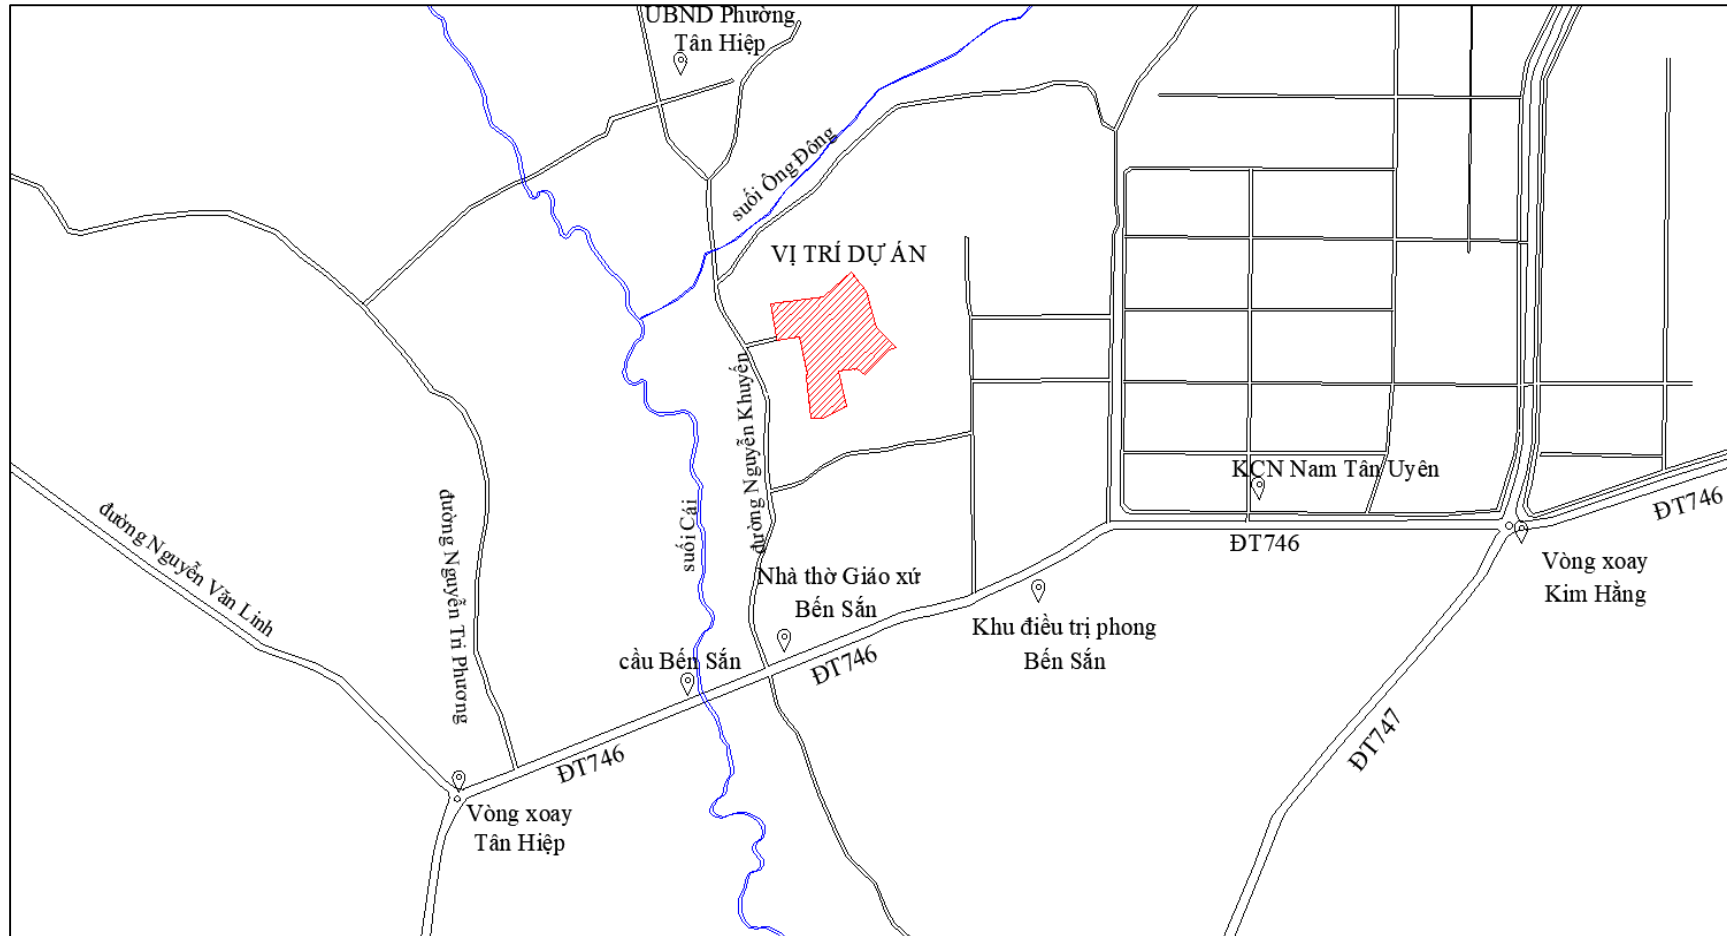 UBND Phường
Tân Hiệp
suối Ông Đông
VỊ TRÍ DỰ ÁN
đường Nguyễn Khuyến
KCN Nam Tân Uyên
ĐT746
đường Nguyễn Văn Linh
đường Nguyễn Tri Phương
suối Cái
ĐT746
Vòng xoay
Kim Hằng
Nhà thờ Giáo xứ
Bến Sắn
Khu điều trị phong
Bến Sắn
cầu Bến Sắn
ĐT746
ĐT747
ĐT746
Vòng xoay
Tân Hiệp